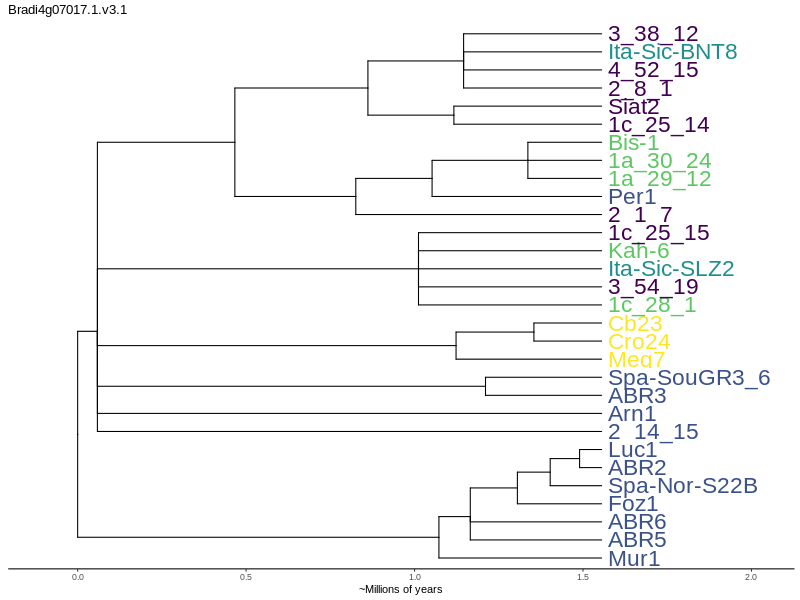 Bradi4g07017.1.v3.1
3_38_12
Ita-Sic-BNT8
4_52_15
2_8_1
Siat2
1c_25_14
Bis-1
1a_30_24
1a_29_12
Per1
2_1_7
1c_25_15
Kah-6
Ita-Sic-SLZ2
3_54_19
1c_28_1
Cb23
Cro24
Meg7
Spa-SouGR3_6
ABR3
Arn1
2_14_15
Luc1
ABR2
Spa-Nor-S22B
Foz1
ABR6
ABR5
Mur1
0.0 0.5 1.0 1.5 2.0
~Millions of years